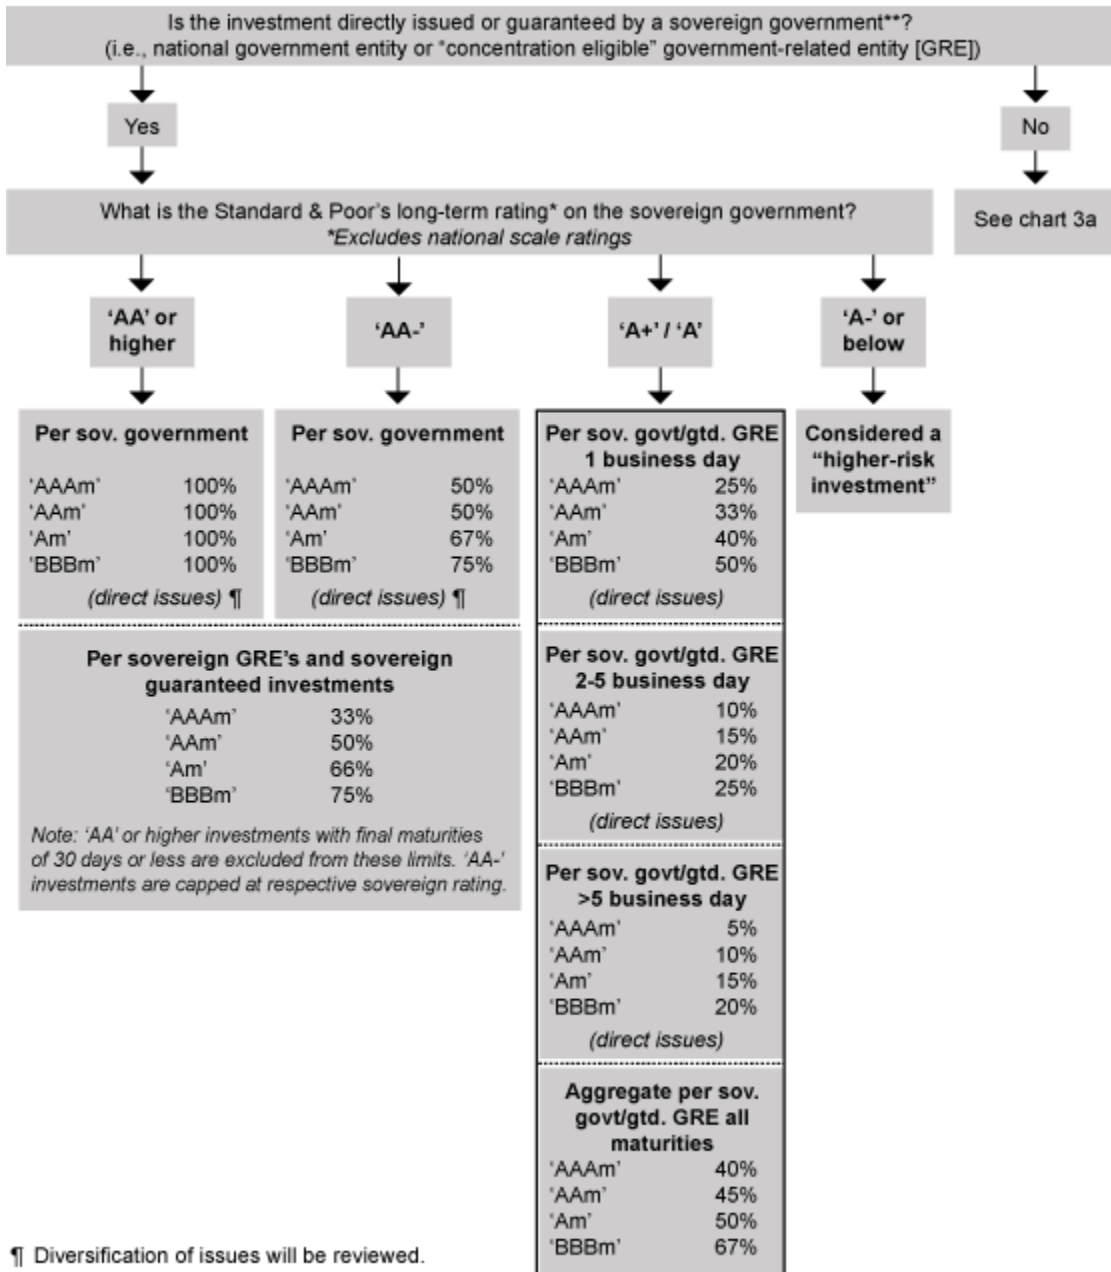 Is the investment directly issued or guaranteed by a sovereign government**?
(i.e., national government entity or "concentration eligible" government-related entity [GRE])
Yes
No
What is the Standard & Poor's long-term rating* on the sovereign government?
*Excludes national scale ratings
See chart 3a
'AA' or
higher
'AA-'
'A+' / 'A'
'A-' or
below
Per sov. government
'AAAm' 100%
'AAm' 100%
'Am' 100%
'BBBm' 100%
(direct issues) ¶
Per sov. government
'AAAm' 50%
'AAm' 50%
'Am' 67%
'BBBm' 75%
(direct issues) ¶
Per sov. govt/gtd. GRE
1 business day
'AAAm' 25%
'AAm' 33%
'Am' 40%
'BBBm' 50%
(direct issues)
Considered a
"higher-risk
investment"
Per sovereign GRE's and sovereign
guaranteed investments
'AAAm' 33%
'AAm' 50%
'Am' 66%
'BBBm' 75%
Note: 'AA' or higher investments with final maturities
of 30 days or less are excluded from these limits. 'AA-'
investments are capped at respective sovereign rating.
Per sov. govt/gtd. GRE
2-5 business day
'AAAm' 10%
'AAm' 15%
'Am' 20%
'BBBm' 25%
(direct issues)
Per sov. govt/gtd. GRE
>5 business day
'AAAm' 5%
'AAm' 10%
'Am' 15%
'BBBm' 20%
(direct issues)
Aggregate per sov.
govt/gtd. GRE all
maturities
'AAAm' 40%
'AAm' 45%
'Am' 50%
'BBBm' 67%
¶ Diversification of issues will be reviewed.